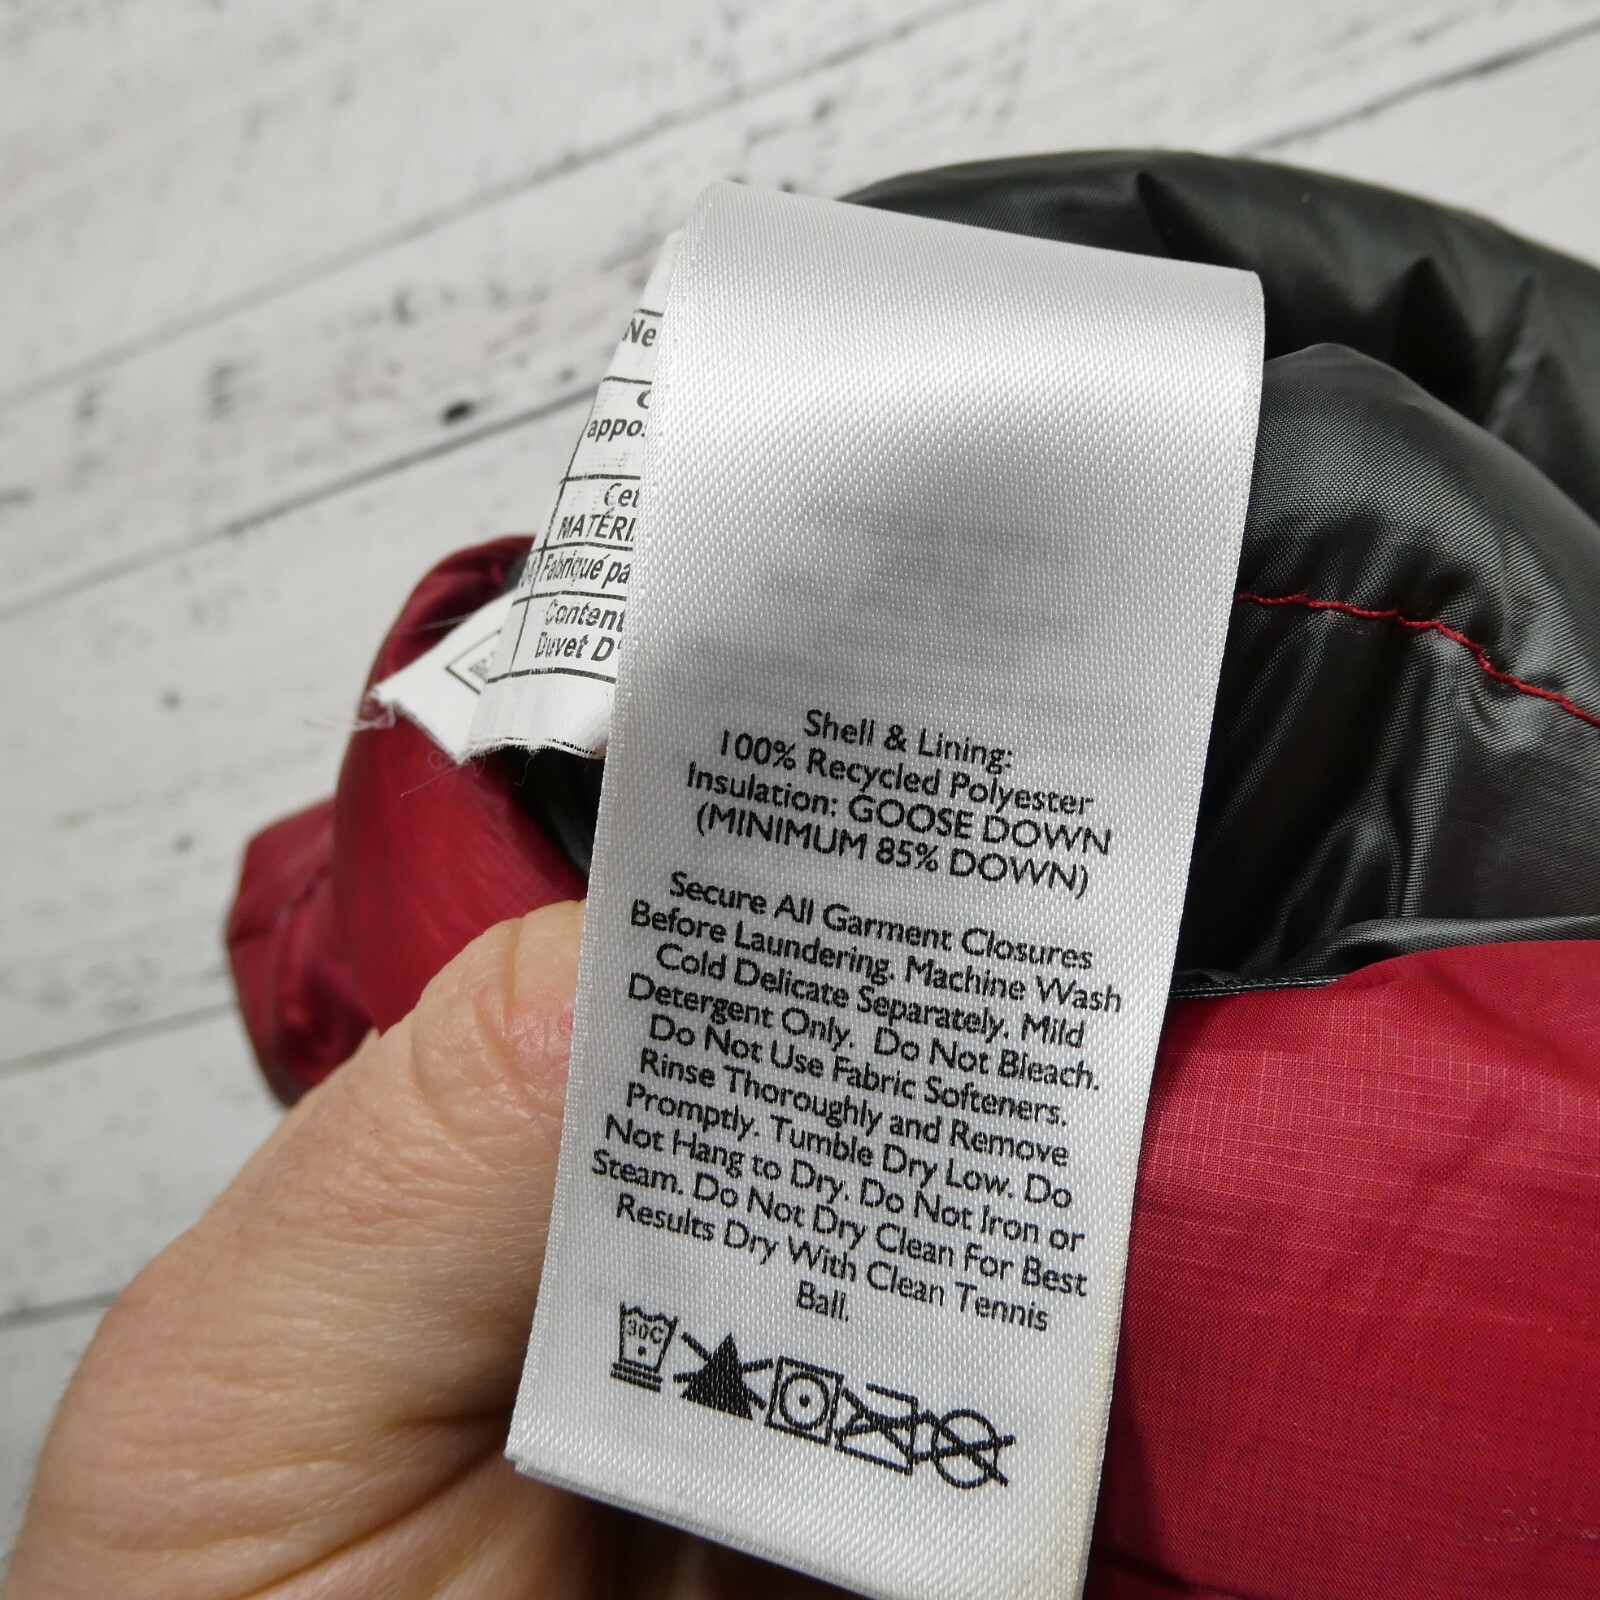 Ne
appo
Cet
MATÉRI
Fabriqué pa
Content
Duvet D'
Shell & Lining:
100% Recycled Polyester
Insulation: GOOSE DOWN
(MINIMUM 85% DOWN)
Secure All Garment Closures
Before Laundering. Machine Wash
Cold Delicate Separately. Mild
Detergent Only. Do Not Bleach.
Do Not Use Fabric Softeners.
Rinse Thoroughly and Remove
Promptly. Tumble Dry Low. Do
Not Hang to Dry. Do Not Iron or
Steam. Do Not Dry Clean For Best
Results Dry With Clean Tennis
Ball.
30C